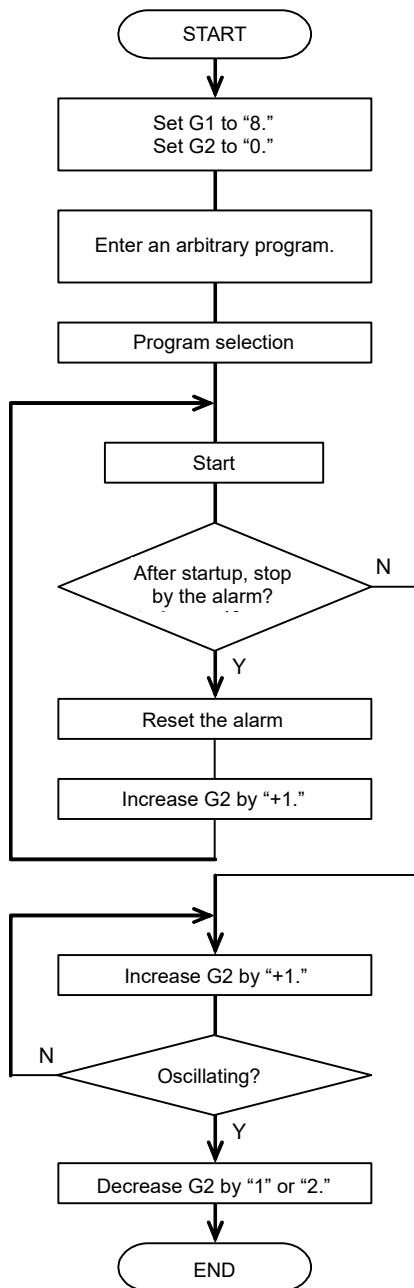 START
Set G1 to “8.”
Set G2 to “0.”
Enter an arbitrary program.
Program selection
Start
After startup, stop
by the alarm?
N
Y
Reset the alarm
Increase G2 by “+1.”
Increase G2 by “+1.”
N
Oscillating?
Y
Decrease G2 by “1” or “2.”
END